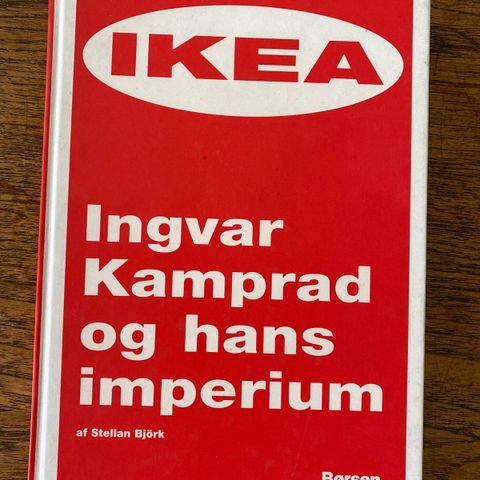 IKEA
Ingvar
Kamprad
og hans
imperium
af Stellan Björk
Børsen